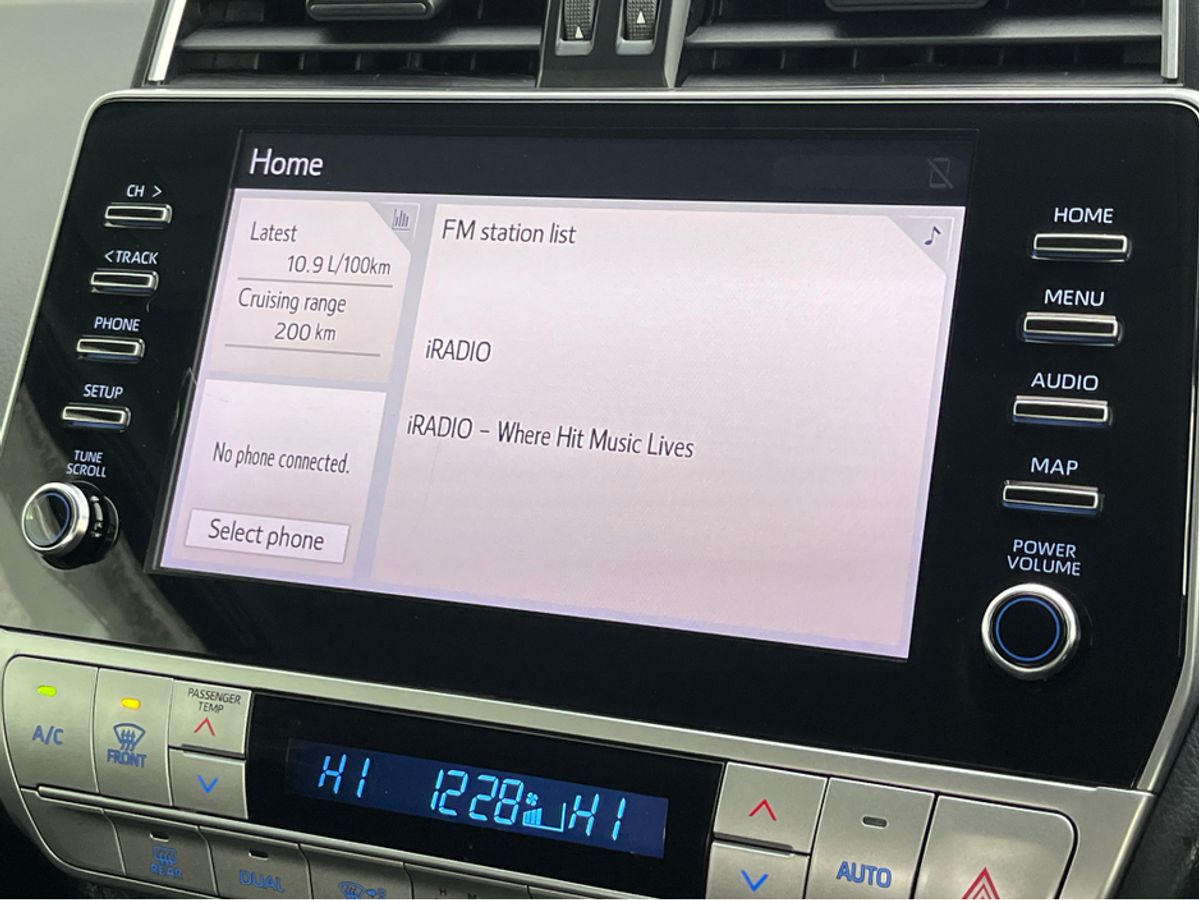 Home
Latest
10.9 L/100km
Cruising range
200 km
No phone connected.
Select phone
FM station list
iRADIO
iRADIO – Where Hit Music Lives
CH >
< TRACK
PHONE
SETUP
TUNE
SCROLL
HOME
MENU
AUDIO
MAP
POWER
VOLUME
A/C
FRONT
PASSENGER
TEMP
HI 1228 HI
AUTO
REAR
DUAL